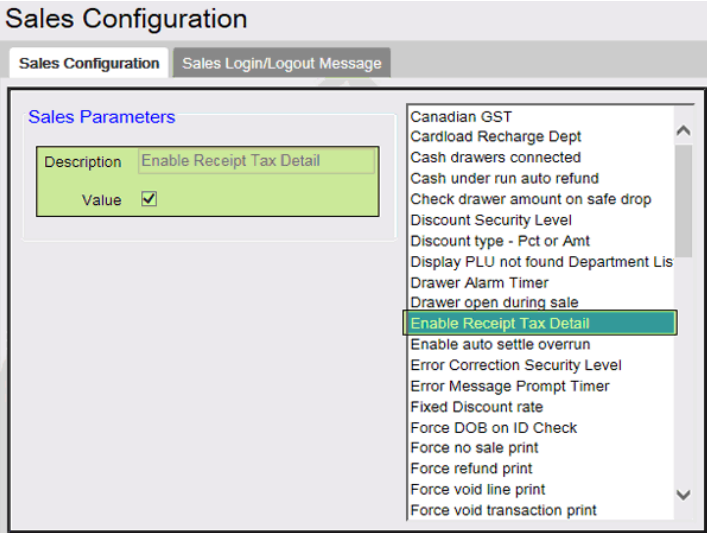 Sales Configuration
Sales Configuration
Sales Login/Logout Message
Sales Parameters
Description
Enable Receipt Tax Detail
Value
Canadian GST
Cardload Recharge Dept
Cash drawers connected
Cash under run auto refund
Check drawer amount on safe drop
Discount Security Level
Discount type - Pct or Amt
Display PLU not found Department Lis
Drawer Alarm Timer
Drawer open during sale
Enable Receipt Tax Detail
Enable auto settle overrun
Error Correction Security Level
Error Message Prompt Timer
Fixed Discount rate
Force DOB on ID Check
Force no sale print
Force refund print
Force void line print
Force void transaction print